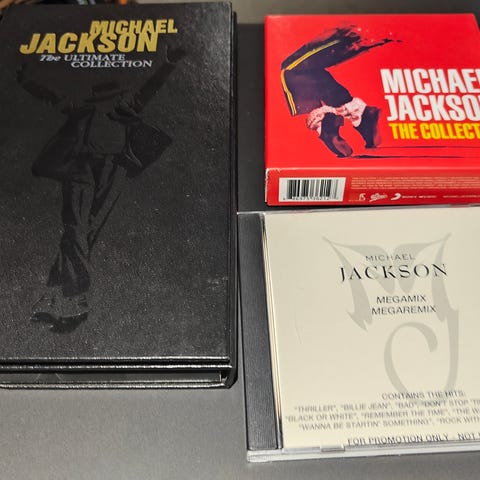 MICHAEL
JACKSON
The ULTIMATE
COLLECTION
MICHAEL
JACKSON
THE COLLECT
MICHAEL
JACKSON
MEGAMIX
MEGAREMIX
CONTAINS THE HITS:
"THRILLER", "BILLIE JEAN", "BAD", "DON'T STOP 'TI
"BLACK OR WHITE", "REMEMBER THE TIME", "THE W
"WANNA BE STARTIN' SOMETHING", "ROCK WITH
FOR PROMOTION ONLY - NOT